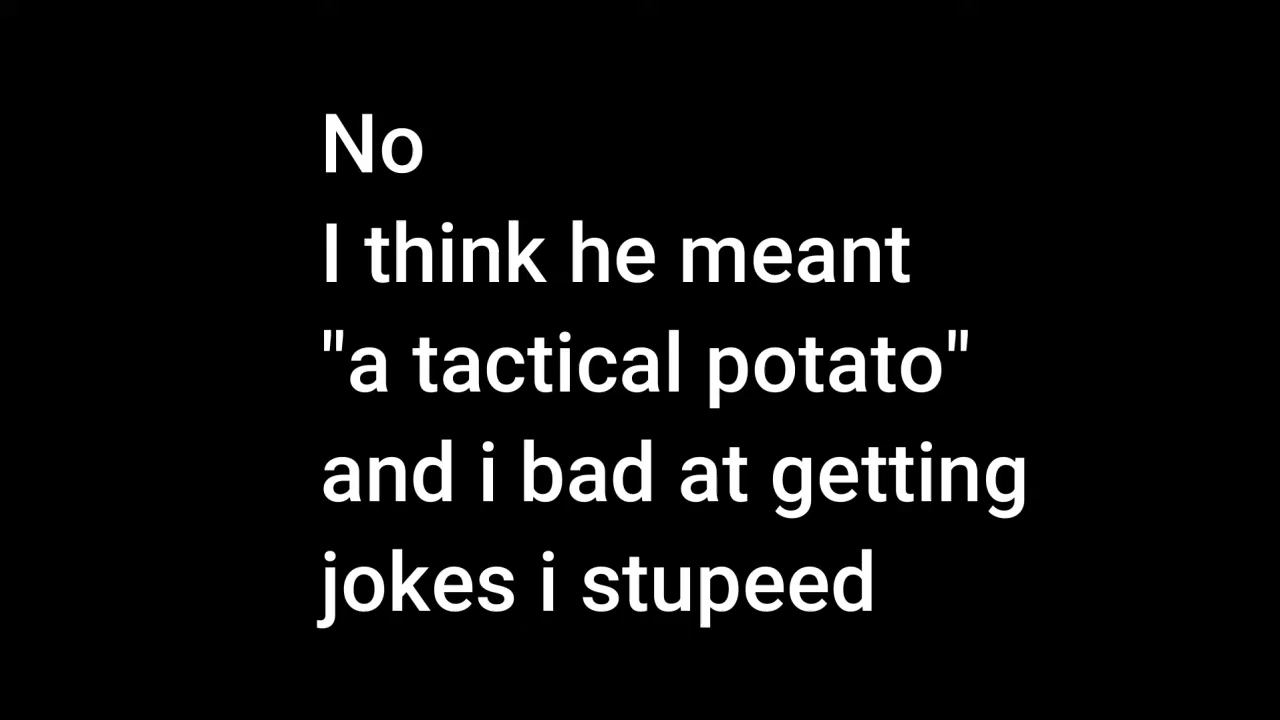 No
I think he meant
"a tactical potato"
and i bad at getting
jokes i stupeed